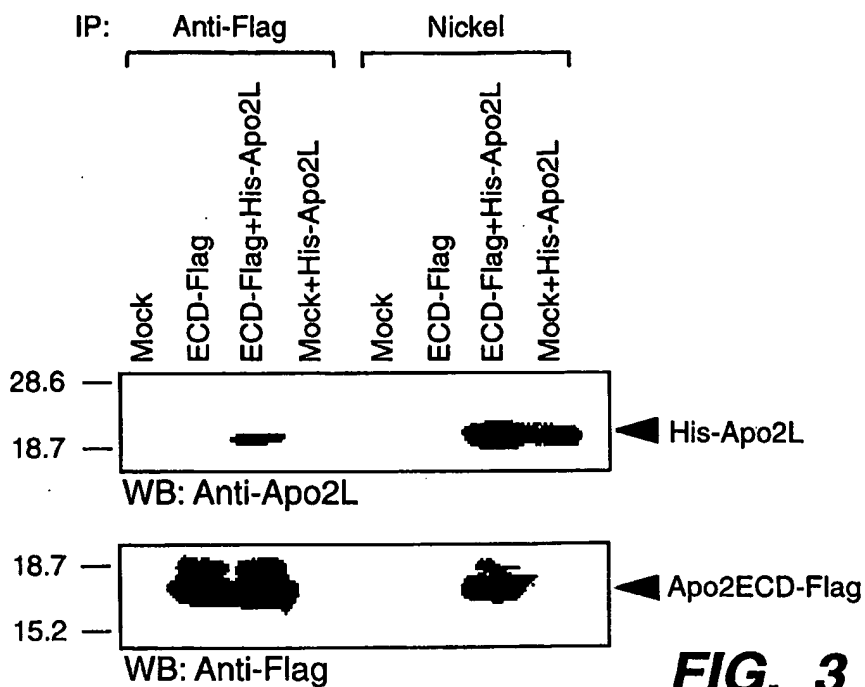 IP: Anti-Flag Nickel
Mock
ECD-Flag
ECD-Flag+His-Apo2L
Mock+His-Apo2L
Mock
ECD-Flag
ECD-Flag+His-Apo2L
Mock+His-Apo2L
28.6
18.7
His-Apo2L
WB: Anti-Apo2L
18.7
Apo2ECD-Flag
15.2
WB: Anti-Flag
FIG. 3